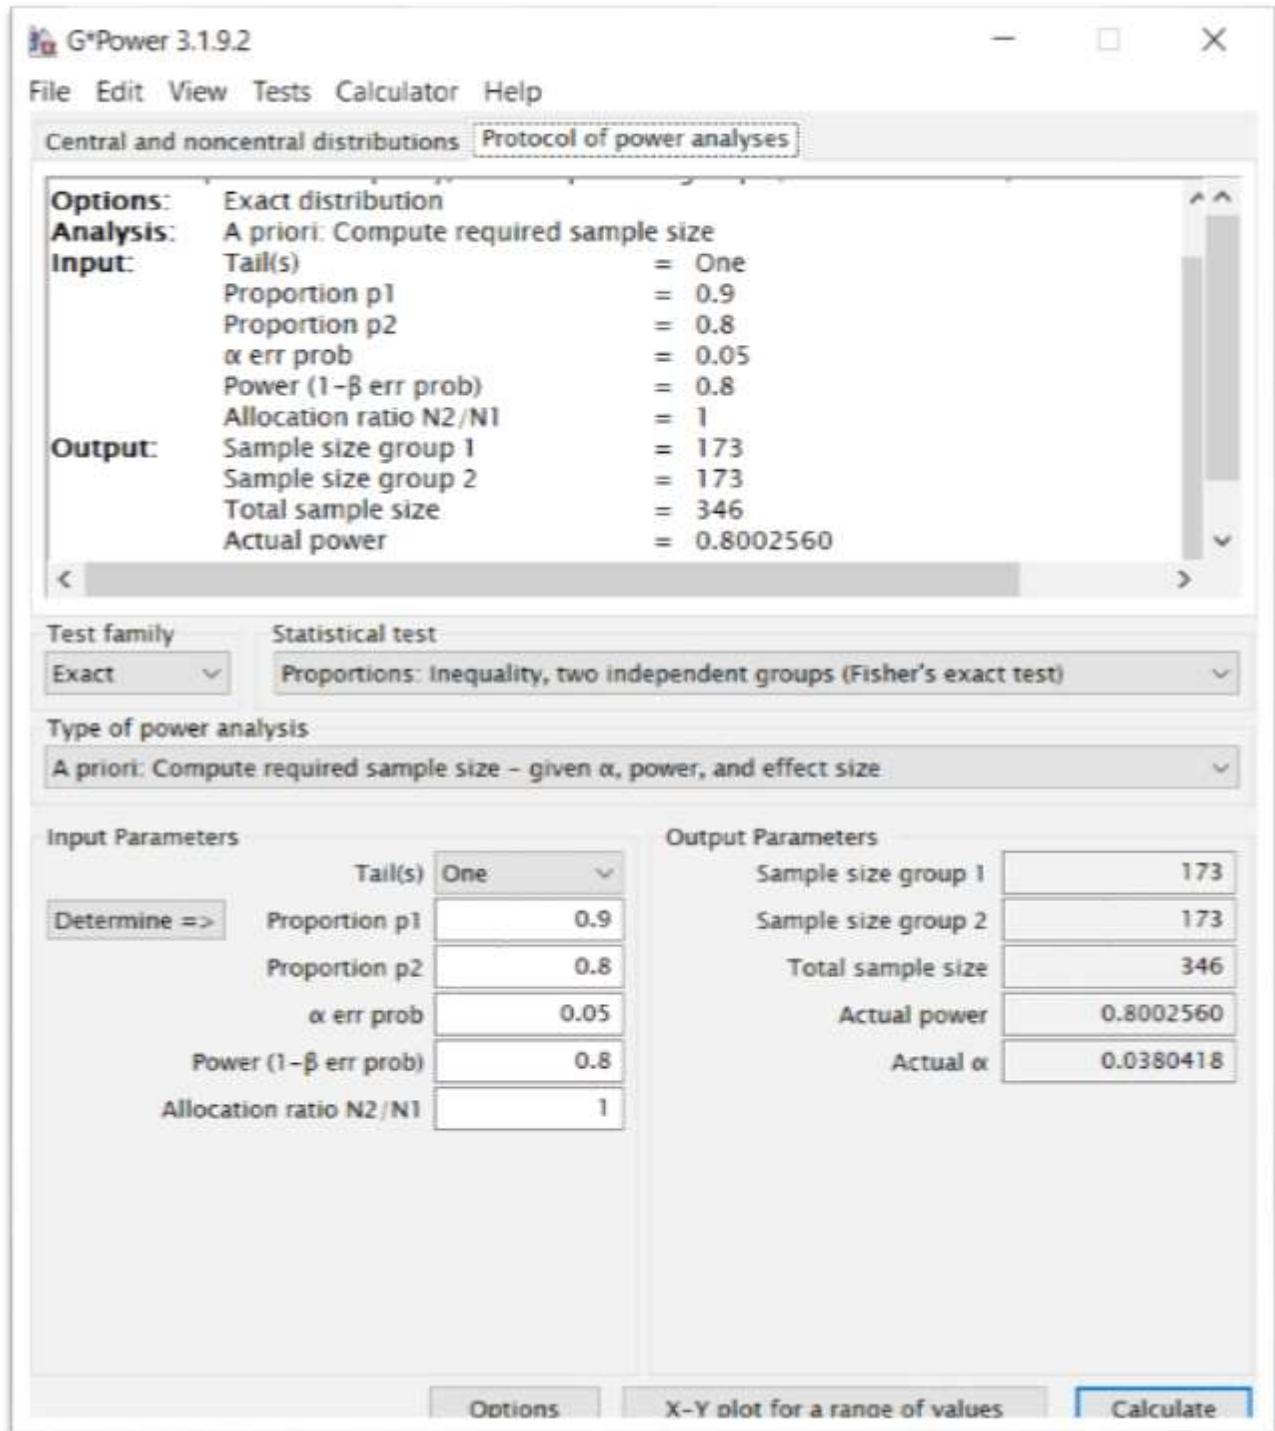 G*Power 3.1.9.2
File Edit View Tests Calculator Help
Central and noncentral distributions Protocol of power analyses
Options: Exact distribution
Analysis: A priori: Compute required sample size
Input: Tail(s) = One
Proportion p1 = 0.9
Proportion p2 = 0.8
α err prob = 0.05
Power (1-β err prob) = 0.8
Allocation ratio N2/N1 = 1
Output: Sample size group 1 = 173
Sample size group 2 = 173
Total sample size = 346
Actual power = 0.8002560
Test family Statistical test
Exact Proportions: Inequality, two independent groups (Fisher's exact test)
Type of power analysis
A priori: Compute required sample size - given α, power, and effect size
Input Parameters Output Parameters
Tail(s) One Sample size group 1 173
Determine => Proportion p1 0.9 Sample size group 2 173
Proportion p2 0.8 Total sample size 346
α err prob 0.05 Actual power 0.8002560
Power (1-β err prob) 0.8 Actual α 0.0380418
Allocation ratio N2/N1 1
Options X-Y plot for a range of values Calculate